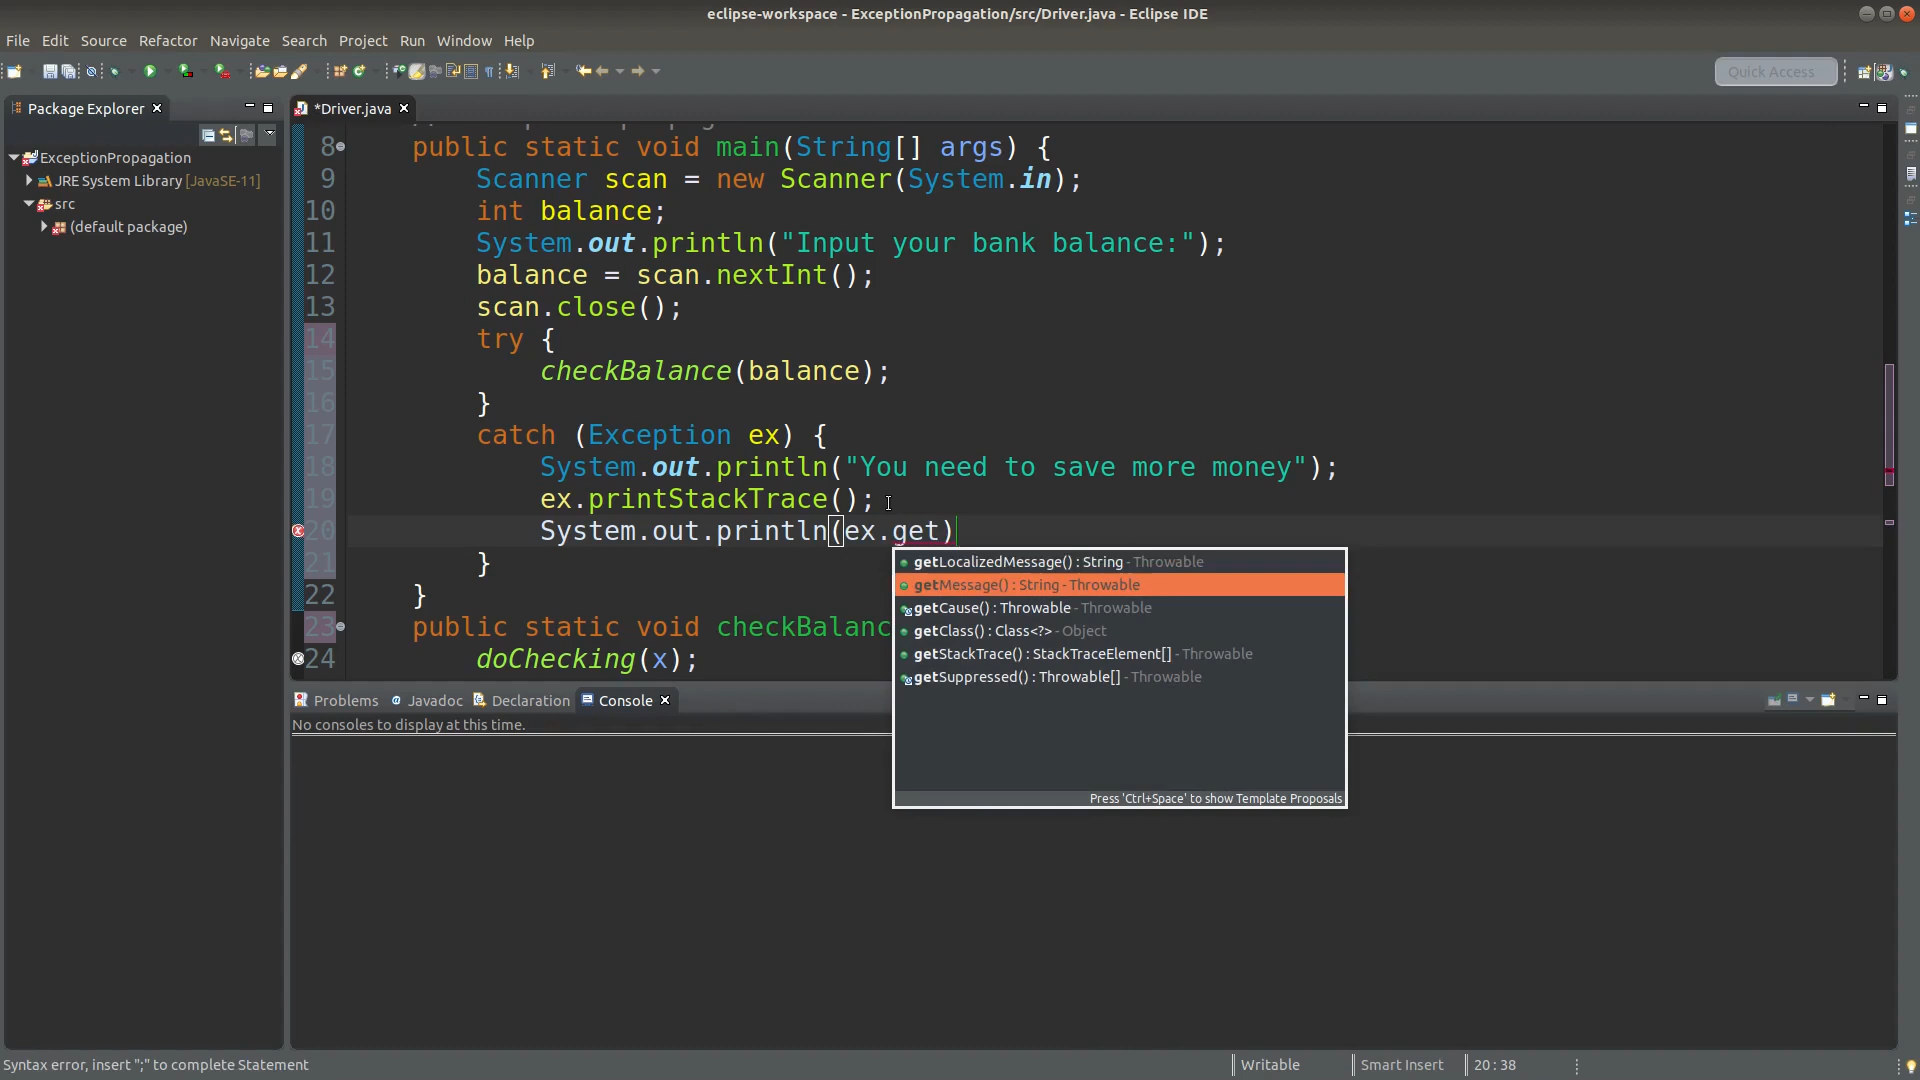 eclipse-workspace - ExceptionPropagation/src/Driver.java - Eclipse IDE
File Edit Source Refactor Navigate Search Project Run Window Help
Quick Access
Package Explorer
*Driver.java
ExceptionPropagation
JRE System Library [JavaSE-11]
src
(default package)
8 public static void main(String[] args) {
9 Scanner scan = new Scanner(System.in);
10 int balance;
11 System.out.println("Input your bank balance:");
12 balance = scan.nextInt();
13 scan.close();
14 try {
15 checkBalance(balance);
16 }
17 catch (Exception ex) {
18 System.out.println("You need to save more money");
19 ex.printStackTrace();
20 System.out.println(ex.get)
21 }
22 }
23 public static void checkBalanc
24 doChecking(x);
getLocalizedMessage() : String - Throwable
getMessage() : String - Throwable
getCause() : Throwable - Throwable
getClass() : Class<?> - Object
getStackTrace() : StackTraceElement[] - Throwable
getSuppressed() : Throwable[] - Throwable
Press 'Ctrl+Space' to show Template Proposals
Problems Javadoc Declaration Console
No consoles to display at this time.
Syntax error, insert ";" to complete Statement
Writable Smart Insert 20 : 38